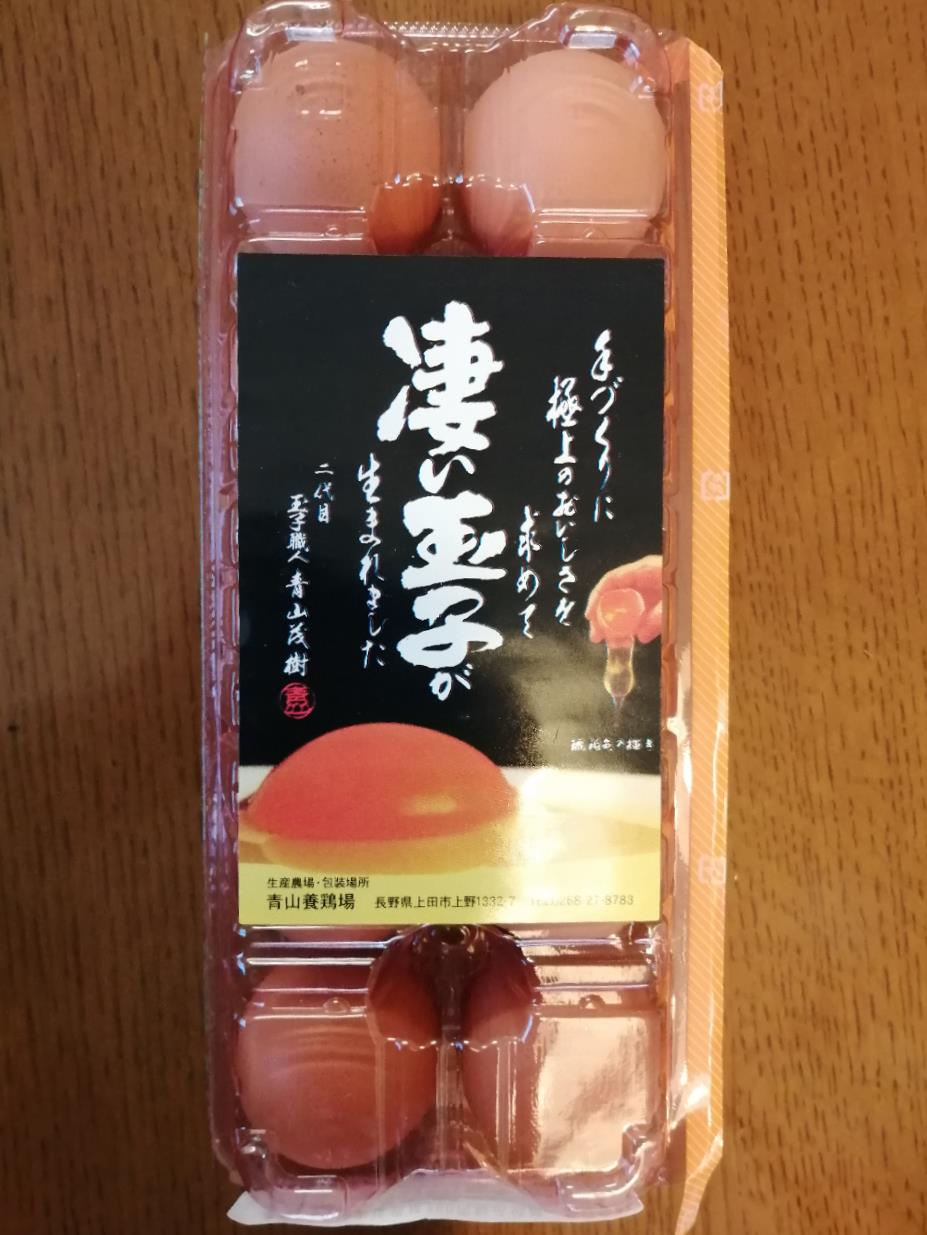 手づくりに
極上のおいしさを
求めて
凄い玉子が
生まれました
二代目
玉子職人 青山茂樹
生産農場・包装場所
青山養鶏場 長野県上田市上野1332-7 TEL0268-27-8783